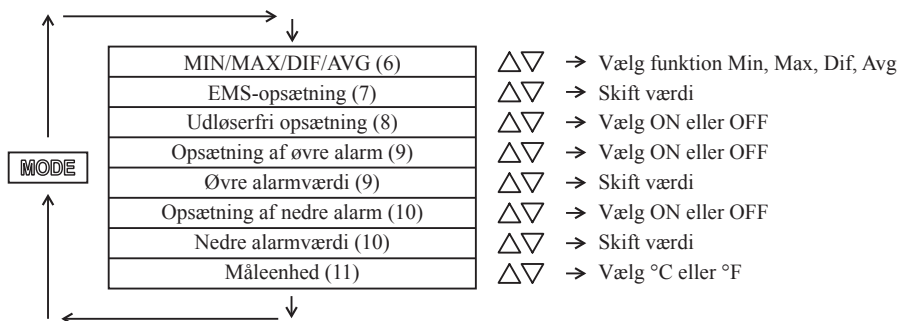 MIN/MAX/DIF/AVG (6) △▽ → Vælg funktion Min, Max, Dif, Avg
EMS-opsætning (7) △▽ → Skift værdi
Udløserfri opsætning (8) △▽ → Vælg ON eller OFF
Opsætning af øvre alarm (9) △▽ → Vælg ON eller OFF
MODE
Øvre alarmværdi (9) △▽ → Skift værdi
Opsætning af nedre alarm (10) △▽ → Vælg ON eller OFF
Nedre alarmværdi (10) △▽ → Skift værdi
Måleenhed (11) △▽ → Vælg °C eller °F